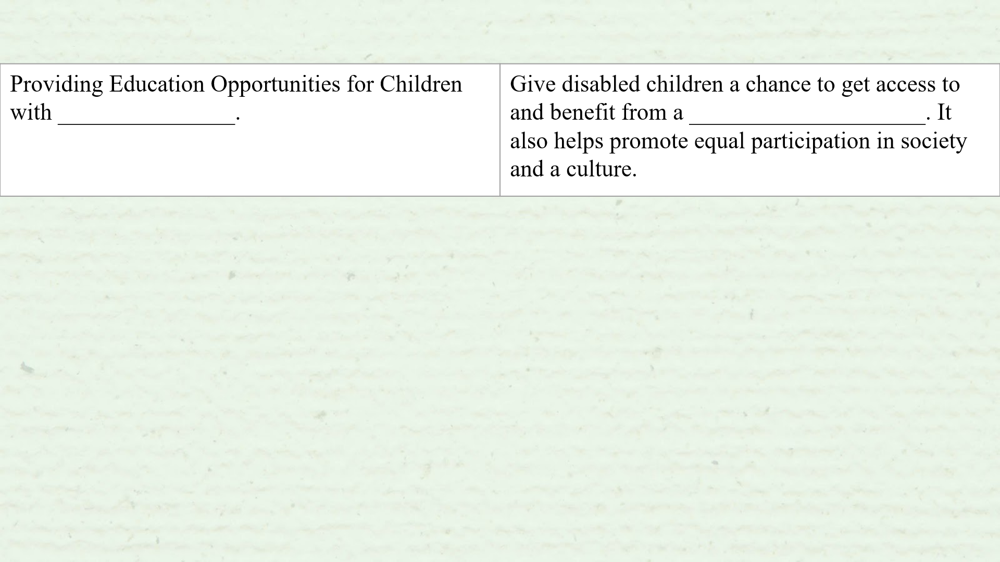 Providing Education Opportunities for Children
with _______________.
Give disabled children a chance to get access to
and benefit from a ____________________. It
also helps promote equal participation in society
and a culture.